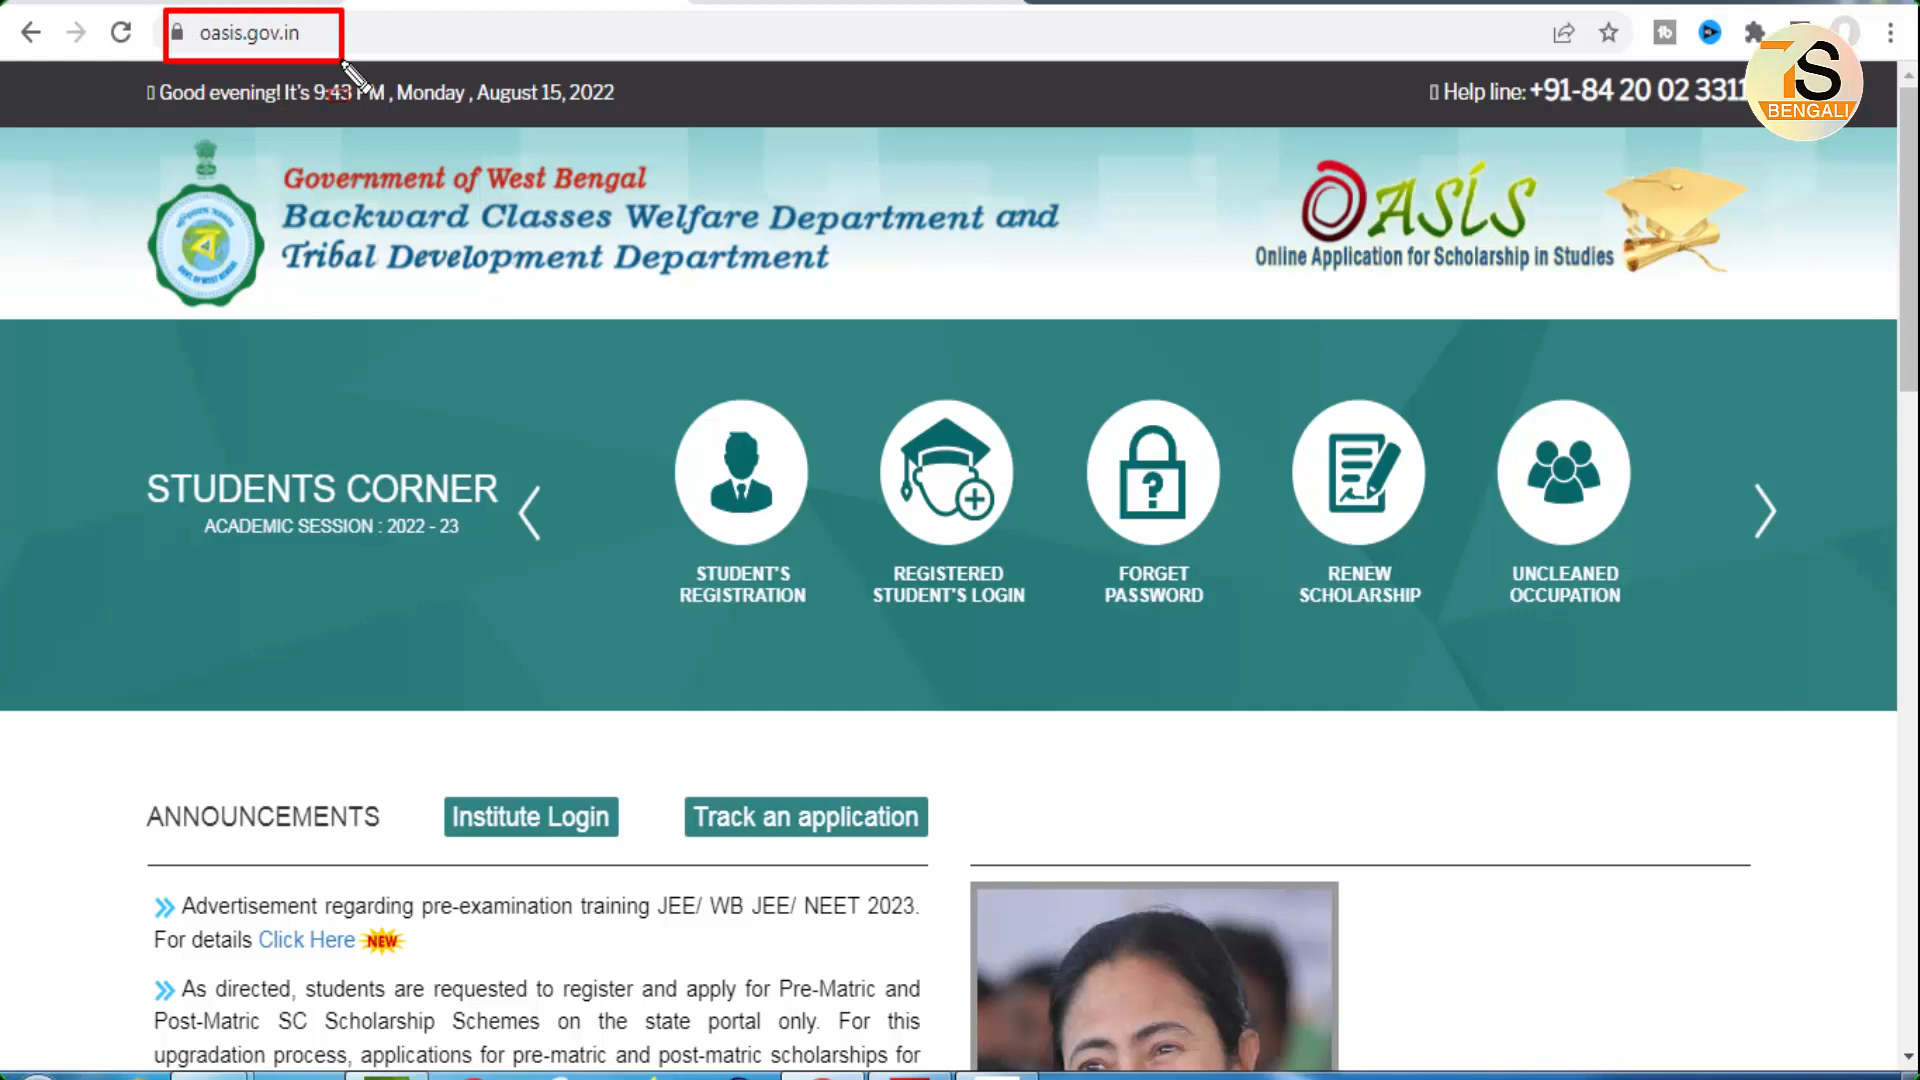 oasis.gov.in
Good evening! It's 9:43 PM , Monday , August 15, 2022
Help line: +91-84 20 02 3311
7S
BENGALI
Government of West Bengal
Backward Classes Welfare Department and
Tribal Development Department
OASIS
Online Application for Scholarship in Studies
STUDENTS CORNER
ACADEMIC SESSION : 2022 - 23
STUDENT'S
REGISTRATION
REGISTERED
STUDENT'S LOGIN
FORGET
PASSWORD
RENEW
SCHOLARSHIP
UNCLEANED
OCCUPATION
ANNOUNCEMENTS
Institute Login
Track an application
Advertisement regarding pre-examination training JEE/ WB JEE/ NEET 2023.
For details Click Here NEW
As directed, students are requested to register and apply for Pre-Matric and
Post-Matric SC Scholarship Schemes on the state portal only. For this
upgradation process, applications for pre-matric and post-matric scholarships for